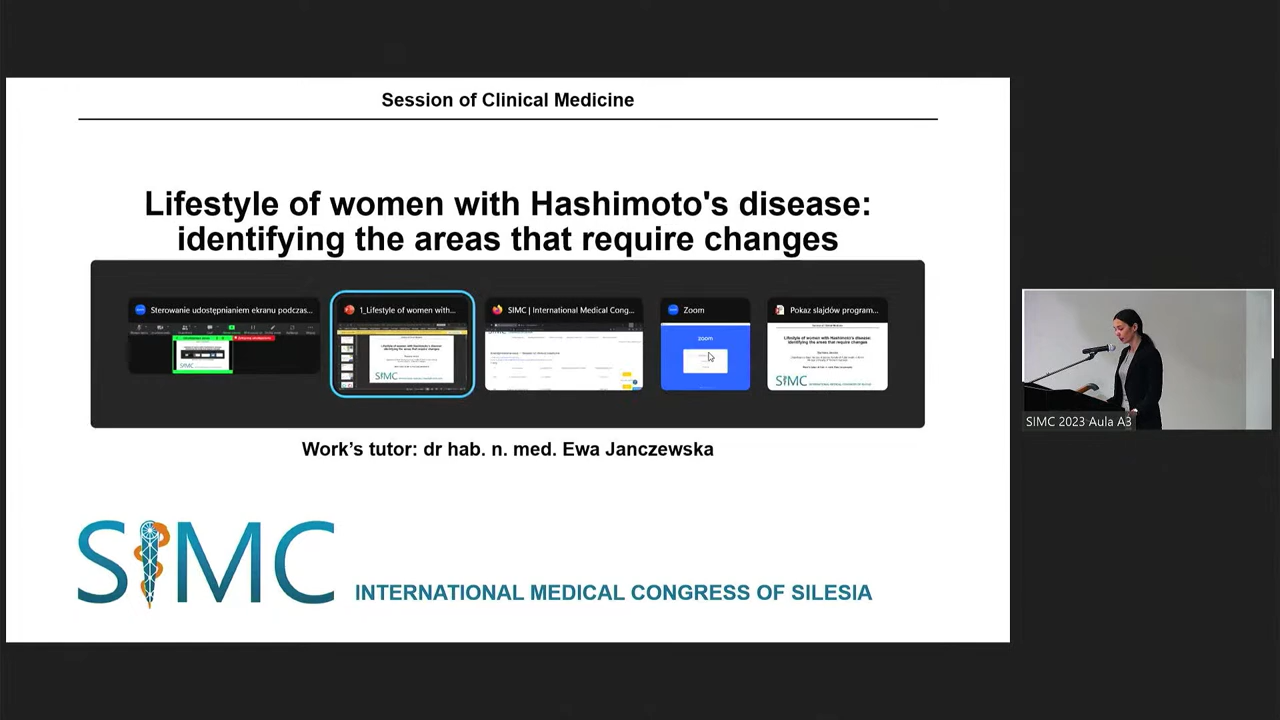 Session of Clinical Medicine
Lifestyle of women with Hashimoto's disease:
identifying the areas that require changes
Sterowanie udostępnianiem ekranu podczas...
1_Lifestyle of women with...
SIMC | International Medical Cong...
Zoom
Pokaz slajdów program...
zoom
Work's tutor: dr hab. n. med. Ewa Janczewska
SIMC
INTERNATIONAL MEDICAL CONGRESS OF SILESIA
SIMC 2023 Aula A3